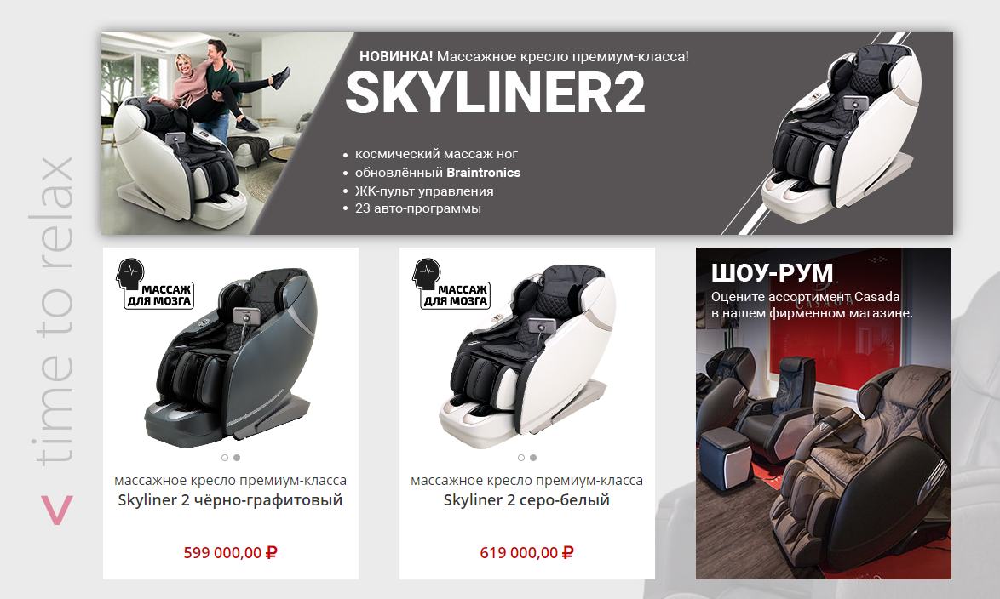 НОВИНКА! Массажное кресло премиум-класса!
SKYLINER2
• космический массаж ног
• обновлённый Braintronics
• ЖК-пульт управления
• 23 авто-программы
time to relax
МАССАЖ
ДЛЯ МОЗГА
массажное кресло премиум-класса
Skyliner 2 чёрно-графитовый
599 000,00 ₽
МАССАЖ
ДЛЯ МОЗГА
массажное кресло премиум-класса
Skyliner 2 серо-белый
619 000,00 ₽
ШОУ-РУМ
Оцените ассортимент Casada
в нашем фирменном магазине.
CASADA